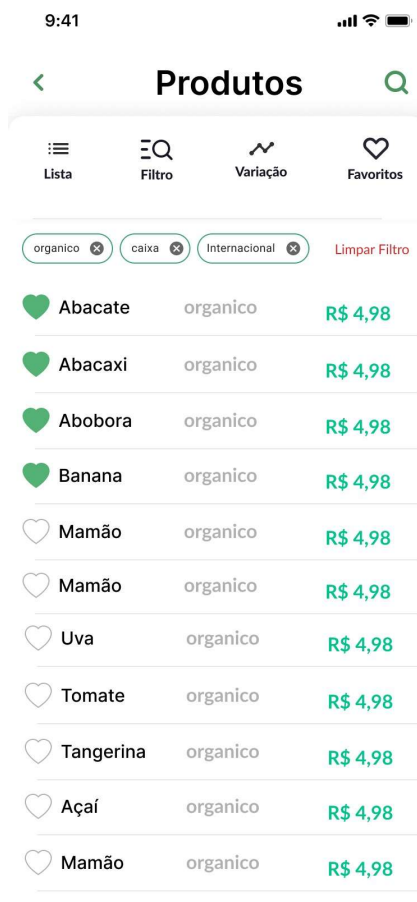 9:41
Produtos
Lista Filtro Variação Favoritos
organico caixa Internacional Limpar Filtro
Abacate organico R$ 4,98
Abacaxi organico R$ 4,98
Abobora organico R$ 4,98
Banana organico R$ 4,98
Mamão organico R$ 4,98
Mamão organico R$ 4,98
Uva organico R$ 4,98
Tomate organico R$ 4,98
Tangerina organico R$ 4,98
Açaí organico R$ 4,98
Mamão organico R$ 4,98